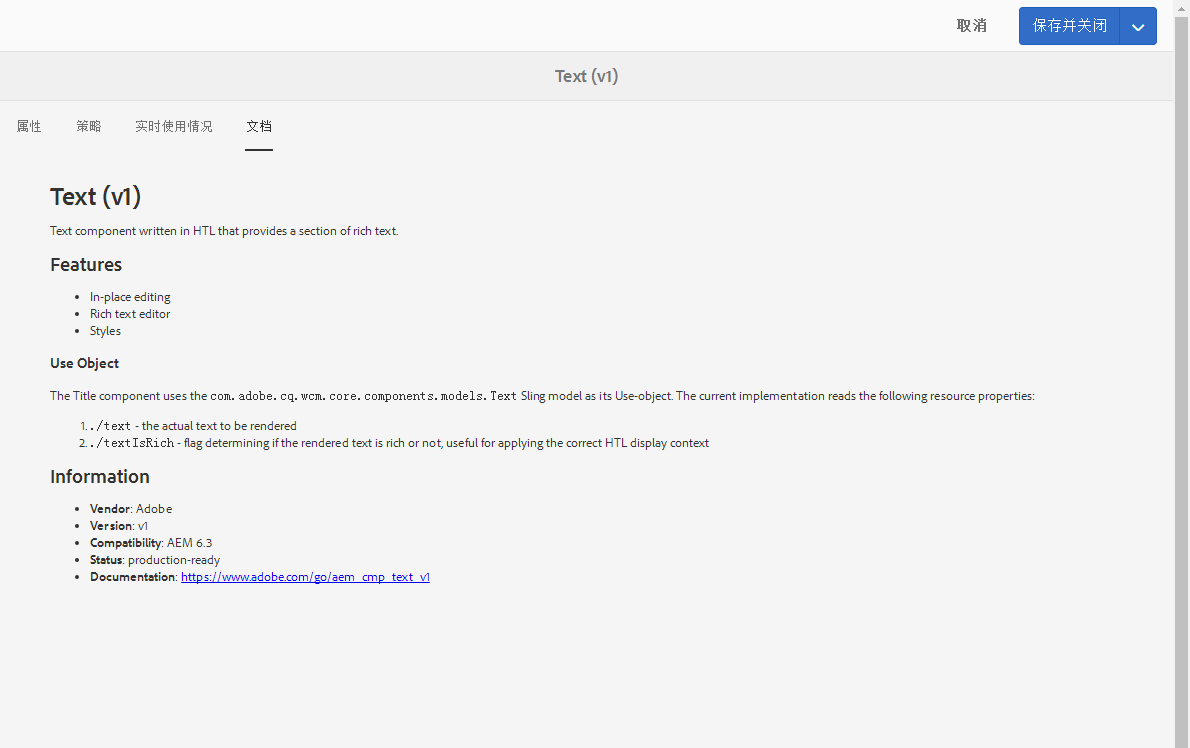 取消
保存并关闭
Text (v1)
属性 策略 实时使用情况 文档
Text (v1)
Text component written in HTL that provides a section of rich text.
Features
• In-place editing
• Rich text editor
• Styles
Use Object
The Title component uses the com.adobe.cq.wcm.core.components.models.Text Sling model as its Use-object. The current implementation reads the following resource properties:
1. ./text - the actual text to be rendered
2. ./textIsRich - flag determining if the rendered text is rich or not, useful for applying the correct HTL display context
Information
• Vendor: Adobe
• Version: v1
• Compatibility: AEM 6.3
• Status: production-ready
• Documentation: https://www.adobe.com/go/aem_cmp_text_v1